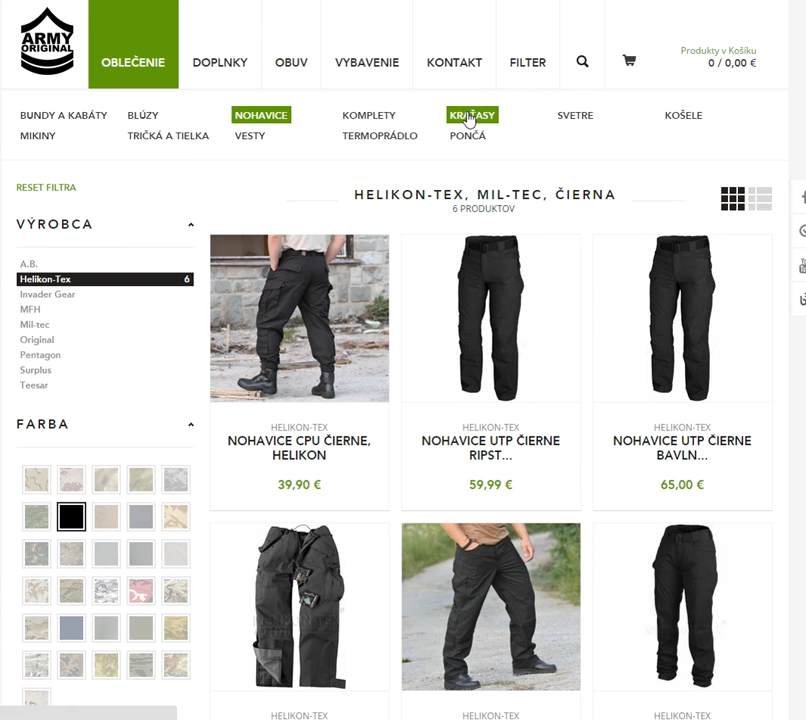 ARMY
ORIGINAL
OBLEČENIE
DOPLNKY
OBUV
VYBAVENIE
KONTAKT
FILTER
Produkty v Košíku
0 / 0,00 €
BUNDY A KABÁTY
BLÚZY
NOHAVICE
KOMPLETY
SVETRE
KOŠELE
MIKINY
TRIČKÁ A TIELKA
VESTY
TERMOPRÁDLO
PONČÁ
RESET FILTRA
HELIKON-TEX, MIL-TEC, ČIERNA
6 PRODUKTOV
VÝROBCA
A.B.
Helikon-Tex 6
Invader Gear
MFH
Mil-tec
Original
Pentagon
Surplus
Teesar
FARBA
HELIKON-TEX
NOHAVICE CPU ČIERNE,
HELIKON
39,90 €
HELIKON-TEX
NOHAVICE UTP ČIERNE
RIPST...
59,99 €
HELIKON-TEX
NOHAVICE UTP ČIERNE
BAVLN...
65,00 €
HELIKON-TEX
HELIKON-TEX
HELIKON-TEX